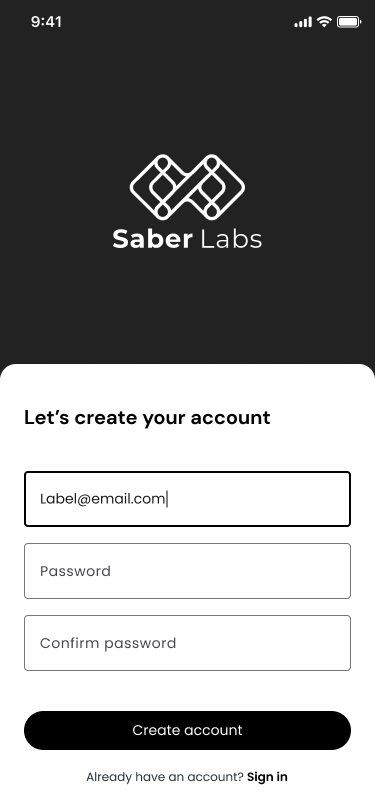 9:41
Saber Labs
Let’s create your account
Label@email.com
Password
Confirm password
Create account
Already have an account? Sign in